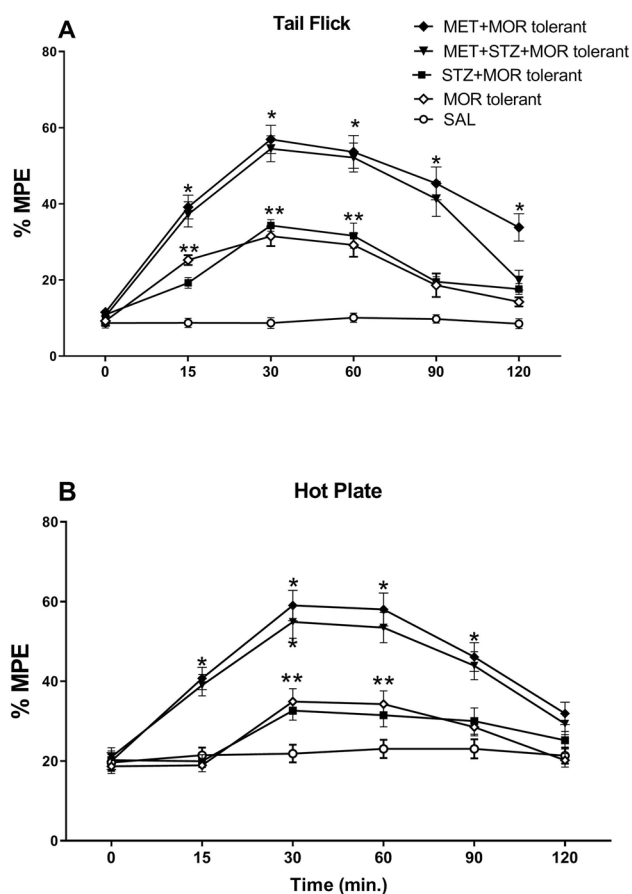 A
Tail Flick
MET+MOR tolerant
MET+STZ+MOR tolerant
STZ+MOR tolerant
MOR tolerant
SAL
% MPE
80
60
40
20
0
* * * * *
** ** **
0 15 30 60 90 120
B
Hot Plate
% MPE
80
60
40
20
0
* * * *
*
** **
0 15 30 60 90 120
Time (min.)